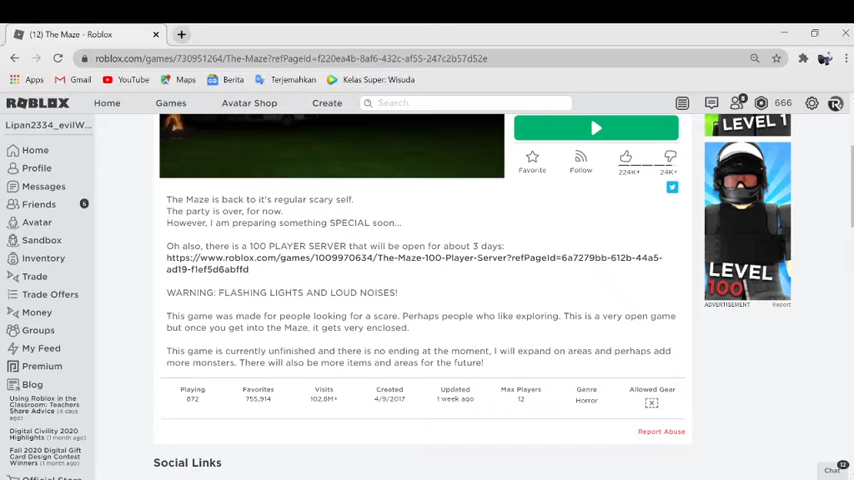 (12) The Maze - Roblox
roblox.com/games/730951264/The-Maze?refPageId=f220ea4b-8af6-432c-af55-247c2b57d52e
Apps Gmail YouTube Maps Berita Terjemahkan Kelas Super: Wisuda
ROBLOX Home Games Avatar Shop Create Search 666
Lipan2334_evilW...
Home
Profile
Messages
Friends 5
Avatar
Sandbox
Inventory
Trade
Trade Offers
Money
Groups
My Feed
Premium
Blog
Using Roblox in the
Classroom: Teachers
Share Advice (4 days
ago)
Digital Civility 2020
Highlights (1 month ago)
Fall 2020 Digital Gift
Card Design Contest
Winners (1 month ago)
Favorite Follow 224K+ 24K+
The Maze is back to it's regular scary self.
The party is over, for now.
However, I am preparing something SPECIAL soon...
Oh also, there is a 100 PLAYER SERVER that will be open for about 3 days:
https://www.roblox.com/games/1009970634/The-Maze-100-Player-Server?refPageId=6a7279bb-612b-44a5-
ad19-f1ef5d6abffd
WARNING: FLASHING LIGHTS AND LOUD NOISES!
This game was made for people looking for a scare. Perhaps people who like exploring. This is a very open game
but once you get into the Maze, it gets very enclosed.
This game is currently unfinished and there is no ending at the moment, I will expand on areas and perhaps add
more monsters. There will also be more items and areas for the future!
Playing Favorites Visits Created Updated Max Players Genre Allowed Gear
872 755,914 102.8M+ 4/9/2017 1 week ago 12 Horror
Report Abuse
Social Links
LEVEL 1
LEVEL
100
ADVERTISEMENT Report
Chat 12